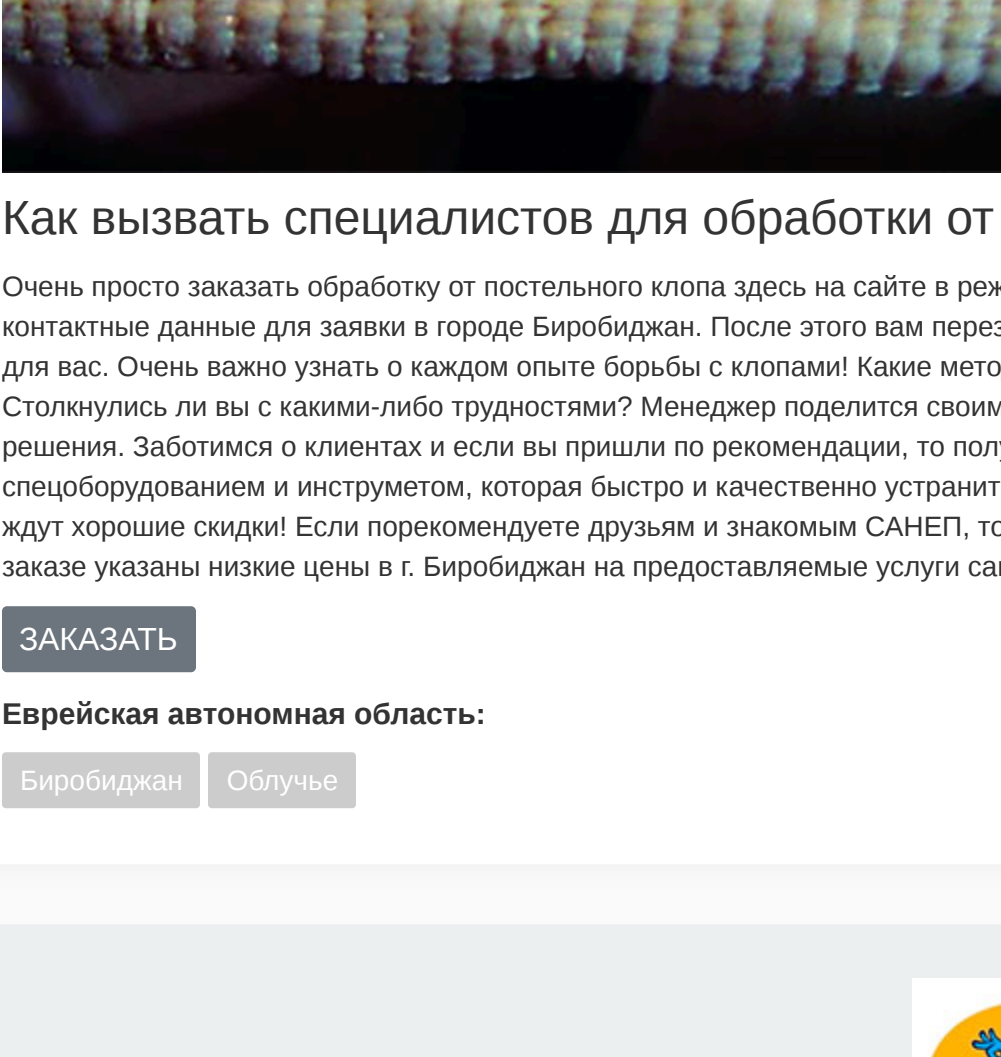 Как вызвать специалистов для обработки от
Очень просто заказать обработку от постельного клопа здесь на сайте в реж
контактные данные для заявки в городе Биробиджан. После этого вам перез
для вас. Очень важно узнать о каждом опыте борьбы с клопами! Какие мето
Столкнулись ли вы с какими-либо трудностями? Менеджер поделится своим
решения. Заботимся о клиентах и если вы пришли по рекомендации, то полу
спецоборудованием и инструметом, которая быстро и качественно устранит
ждут хорошие скидки! Если порекомендуете друзьям и знакомым САНЕП, то
заказе указаны низкие цены в г. Биробиджан на предоставляемые услуги сан
ЗАКАЗАТЬ
Еврейская автономная область:
Биробиджан Облучье